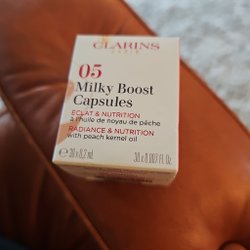 CLARINS
PARIS
05
Milky Boost
Capsules
ÉCLAT & NUTRITION
à l'huile de noyau de pêche
RADIANCE & NUTRITION
with peach kernel oil
30 x 0,2 mL
30 x 0.007 Fl. Oz.